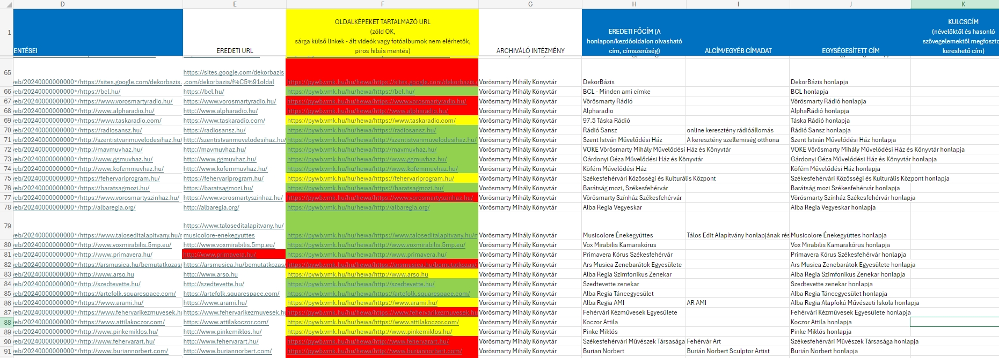 D E F G H I J K
1
ENTÉSEI
EREDETI URL
OLDALKÉPEKET TARTALMAZÓ URL
(zöld OK,
sárga külső linkek - ált videók vagy fotóalbumok nem elérhetők,
piros hibás mentés)
ARCHIVÁLÓ INTÉZMÉNY
EREDETI FŐCÍM (A
honlapon/kezdőoldalon olvasható
cím, címszerűség)
ALCÍM/EGYÉB CÍMADAT
EGYSÉGESÍTETT CÍM
KULCSCÍM
(névelőktől és hasonló
szövegelemektől megfoszto
kereshető cím)
65 https://sites.google.com/dekorbazis
web/20240000000000*/https://sites.google.com/dekorbazis. .com/dekorbazis/f%C5%91oldal https://pywb.vmk.hu/hu/hewa/https://sites.google.com/dekorbazis.c Vörösmarty Mihály Könyvtár DekorBázis DekorBázis honlapja
66 web/20240000000000*/https://bcl.hu/ https://bcl.hu/ https://pywb.vmk.hu/hu/hewa/https://bcl.hu/ Vörösmarty Mihály Könyvtár BCL - Minden ami címke BCL honlapja
67 web/20240000000000*/https://www.vorosmartyradio.hu/ https://www.vorosmartyradio.hu/ https://pywb.vmk.hu/hu/hewa/https://www.vorosmartyradio.hu/ Vörösmarty Mihály Könyvtár Vörösmarty Rádió Vörösmarty Rádió honlapja
68 web/20240000000000*/http://www.alpharadio.hu/ http://www.alpharadio.hu/ https://pywb.vmk.hu/hu/hewa/http://www.alpharadio.hu/ Vörösmarty Mihály Könyvtár Alpharadio AlphaRádió honlapja
69 web/20240000000000*/https://www.taskaradio.com/ https://www.taskaradio.com/ https://pywb.vmk.hu/hu/hewa/https://www.taskaradio.com/ Vörösmarty Mihály Könyvtár 97.5 Táska Rádió Táska Rádió honlapja
70 web/20240000000000*/https://radiosansz.hu/ https://radiosansz.hu/ https://pywb.vmk.hu/hu/hewa/https://radiosansz.hu/ Vörösmarty Mihály Könyvtár Rádió Sansz online keresztény rádióállomás Rádió Sansz honlapja
71 web/20240000000000*/http://szentistvanmuvelodesihaz.hu/ http://szentistvanmuvelodesihaz.hu/ https://pywb.vmk.hu/hu/hewa/http://szentistvanmuvelodesihaz.hu/ Vörösmarty Mihály Könyvtár Szent István Művelődési Ház A keresztény szellemiség otthona Szent István Művelődési Ház honlapja
72 web/20240000000000*/http://mavmuvhaz.hu/ http://mavmuvhaz.hu/ https://pywb.vmk.hu/hu/hewa/http://mavmuvhaz.hu/ Vörösmarty Mihály Könyvtár VOKE Vörösmarty Mihály Művelődési Ház és Könyvtár VOKE Vörösmarty Mihály Művelődési Ház és Könyvtár honlapja
73 web/20240000000000*/http://www.ggmuvhaz.hu/ http://www.ggmuvhaz.hu/ https://pywb.vmk.hu/hu/hewa/http://www.ggmuvhaz.hu/ Vörösmarty Mihály Könyvtár Gárdonyi Géza Művelődési Ház és Könyvtár Gárdonyi Géza Művelődési Ház és Könyvtár honlapja
74 web/20240000000000*/http://www.kofemmuvhaz.hu/ http://www.kofemmuvhaz.hu/ https://pywb.vmk.hu/hu/hewa/http://www.kofemmuvhaz.hu/ Vörösmarty Mihály Könyvtár Köfém Művelődési Ház Köfém Művelődési Ház honlapja
75 web/20240000000000*/https://fehervariprogram.hu/ https://fehervariprogram.hu/ https://pywb.vmk.hu/hu/hewa/https://fehervariprogram.hu/ Vörösmarty Mihály Könyvtár Székesfehérvári Közösségi és Kulturális Központ Székesfehérvári Közösségi és Kulturális Központ honlapja
76 web/20240000000000*/https://baratsagmozi.hu/ https://baratsagmozi.hu/ https://pywb.vmk.hu/hu/hewa/https://baratsagmozi.hu/ Vörösmarty Mihály Könyvtár Barátság mozi, Székesfehérvár Barátság mozi Székesfehérvár honlapja
77 web/20240000000000*/https://www.vorosmartyszinhaz.hu/ https://www.vorosmartyszinhaz.hu/ https://pywb.vmk.hu/hu/hewa/https://www.vorosmartyszinhaz.hu/ Vörösmarty Mihály Könyvtár Vörösmarty Színház Székesfehérvár Vörösmarty Színház Székesfehérvár honlapja
78 web/20240000000000*/http://albaregia.org/ http://albaregia.org/ https://pywb.vmk.hu/hu/hewa/http://albaregia.org/ Vörösmarty Mihály Könyvtár Alba Regia Vegyeskar Alba Regia Vegyeskar honlapja
79 https://www.taloseditalapitvany.hu/
web/20240000000000*/https://www.taloseditalapitvany.hu/r musicolore-enekegyuttes https://pywb.vmk.hu/hu/hewa/https://www.taloseditalapitvany.hu/m Vörösmarty Mihály Könyvtár Musicolore Énekegyüttes Tálos Edit Alapítvány honlapjának rés Musicolore Énekegyüttes honlapja
80 web/20240000000000*/http://www.voxmirabilis.5mp.eu/ http://www.voxmirabilis.5mp.eu/ https://pywb.vmk.hu/hu/hewa/http://www.voxmirabilis.5mp.eu/ Vörösmarty Mihály Könyvtár Vox Mirabilis Kamarakórus Vox Mirabilis Kamarakórus honlapja
81 web/20240000000000*/http://www.primavera.hu/ http://www.primavera.hu/ https://pywb.vmk.hu/hu/hewa/http://www.primavera.hu/ Vörösmarty Mihály Könyvtár Primavera Kórus Székesfehérvár Primavera Kórus Székesfehérvár honlapja
82 web/20240000000000*/https://arsmusica.hu/bemutatkozas/ https://arsmusica.hu/bemutatkozas/ https://pywb.vmk.hu/hu/hewa/https://arsmusica.hu/bemutatkozas/ Vörösmarty Mihály Könyvtár Ars Musica Zenebarátok Egyesülete Ars Musica Zenebarátok Egyesülete honlapja
83 web/20240000000000*/http://www.arso.hu http://www.arso.hu/ https://pywb.vmk.hu/hu/hewa/http://www.arso.hu Vörösmarty Mihály Könyvtár Alba Regia Szimfonikus Zenekar Alba Regia Szimfonikus Zenekar honlapja
84 web/20240000000000*/http://szedtevette.hu/ http://szedtevette.hu/ https://pywb.vmk.hu/hu/hewa/http://szedtevette.hu/ Vörösmarty Mihály Könyvtár Szedtevette zenekar Szedtevette zenekar honlapja
85 web/20240000000000*/https://artefolk.squarespace.com/ https://artefolk.squarespace.com/ https://pywb.vmk.hu/hu/hewa/https://artefolk.squarespace.com/ Vörösmarty Mihály Könyvtár Alba Regia Táncegyesület Alba Regia Táncegyesület honlapja
86 web/20240000000000*/https://www.arami.hu/ https://www.arami.hu/ https://pywb.vmk.hu/hu/hewa/https://www.arami.hu/ Vörösmarty Mihály Könyvtár Alba Regia AMI AR AMI Alba Regia Alapfokú Művészeti Iskola honlapja
87 web/20240000000000*/https://www.fehervarikezmuvesek.h https://www.fehervarikezmuvesek.hu https://pywb.vmk.hu/hu/hewa/https://www.fehervarikezmuvesek.hu Vörösmarty Mihály Könyvtár Fehérvári Kézművesek Egyesülete Fehérvári Kézművesek Egyesülete honlapja
88 web/20240000000000*/https://www.attilakoczor.com/ https://www.attilakoczor.com/ https://pywb.vmk.hu/hu/hewa/https://www.attilakoczor.com/ Vörösmarty Mihály Könyvtár Koczor Attila Koczor Attila honlapja
89 web/20240000000000*/http://www.pinkemiklos.hu/ http://www.pinkemiklos.hu/ https://pywb.vmk.hu/hu/hewa/http://www.pinkemiklos.hu/ Vörösmarty Mihály Könyvtár Pinke Miklós Pinke Miklós honlapja
90 web/20240000000000*/http://www.fehervarart.hu/ http://www.fehervarart.hu/ https://pywb.vmk.hu/hu/hewa/http://www.fehervarart.hu/ Vörösmarty Mihály Könyvtár Székesfehérvári Művészek Társasága Fehérvár Art Székesfehérvári Művészek Társasága honlapja
91 web/20240000000000*/http://www.buriannorbert.com/ http://www.buriannorbert.com/ https://pywb.vmk.hu/hu/hewa/http://www.buriannorbert.com/ Vörösmarty Mihály Könyvtár Burian Norbert Burián Norbert Sculptor Artist Burián Norbert honlapja